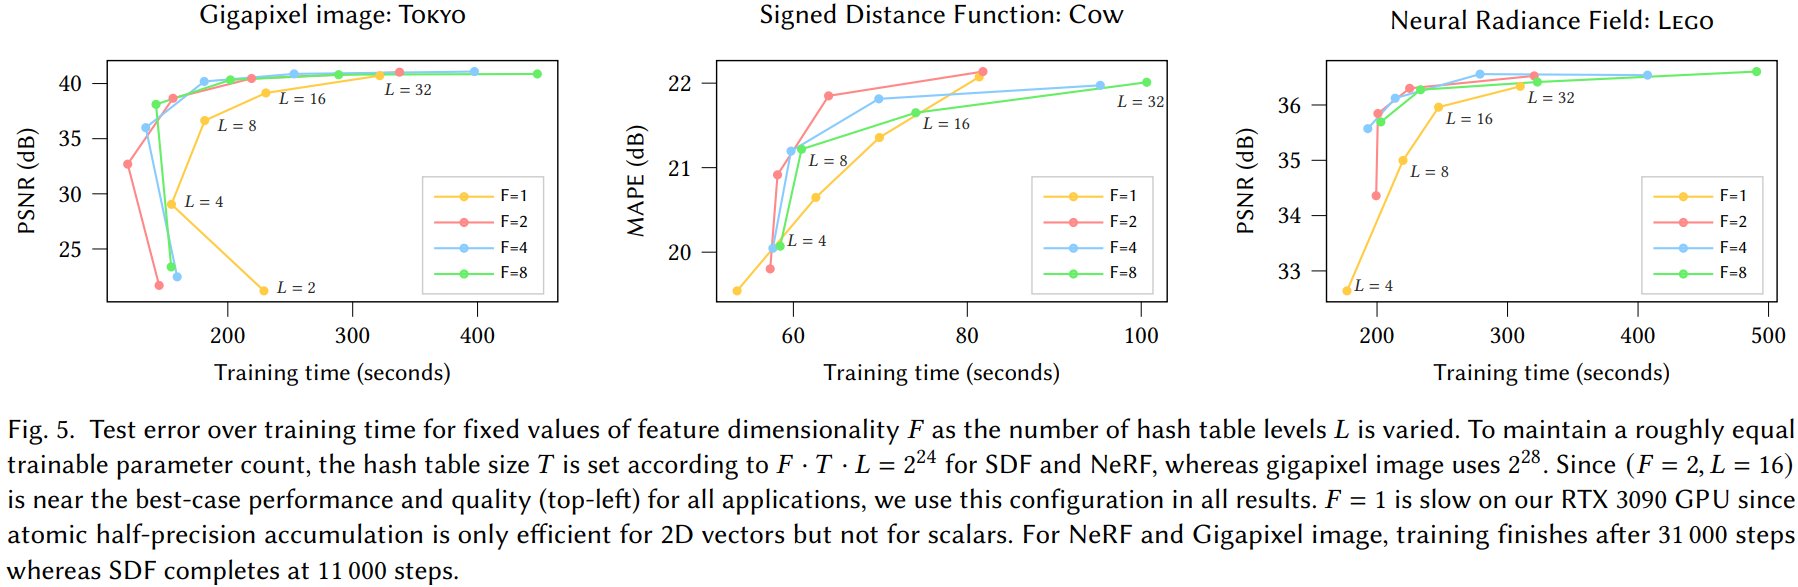 Gigapixel image: Tokyo
PSNR (dB)
40
35
30
25
L = 32
L = 16
L = 8
L = 4
L = 2
F=1
F=2
F=4
F=8
200 300 400
Training time (seconds)
Signed Distance Function: Cow
MAPE (dB)
22
21
20
L = 32
L = 16
L = 8
L = 4
F=1
F=2
F=4
F=8
60 80 100
Training time (seconds)
Neural Radiance Field: Lego
PSNR (dB)
36
35
34
33
L = 32
L = 16
L = 8
L = 4
F=1
F=2
F=4
F=8
200 300 400 500
Training time (seconds)
Fig. 5. Test error over training time for fixed values of feature dimensionality F as the number of hash table levels L is varied. To maintain a roughly equal
trainable parameter count, the hash table size T is set according to F · T · L = 2²⁴ for SDF and NeRF, whereas gigapixel image uses 2²⁸. Since (F = 2, L = 16)
is near the best-case performance and quality (top-left) for all applications, we use this configuration in all results. F = 1 is slow on our RTX 3090 GPU since
atomic half-precision accumulation is only efficient for 2D vectors but not for scalars. For NeRF and Gigapixel image, training finishes after 31 000 steps
whereas SDF completes at 11 000 steps.